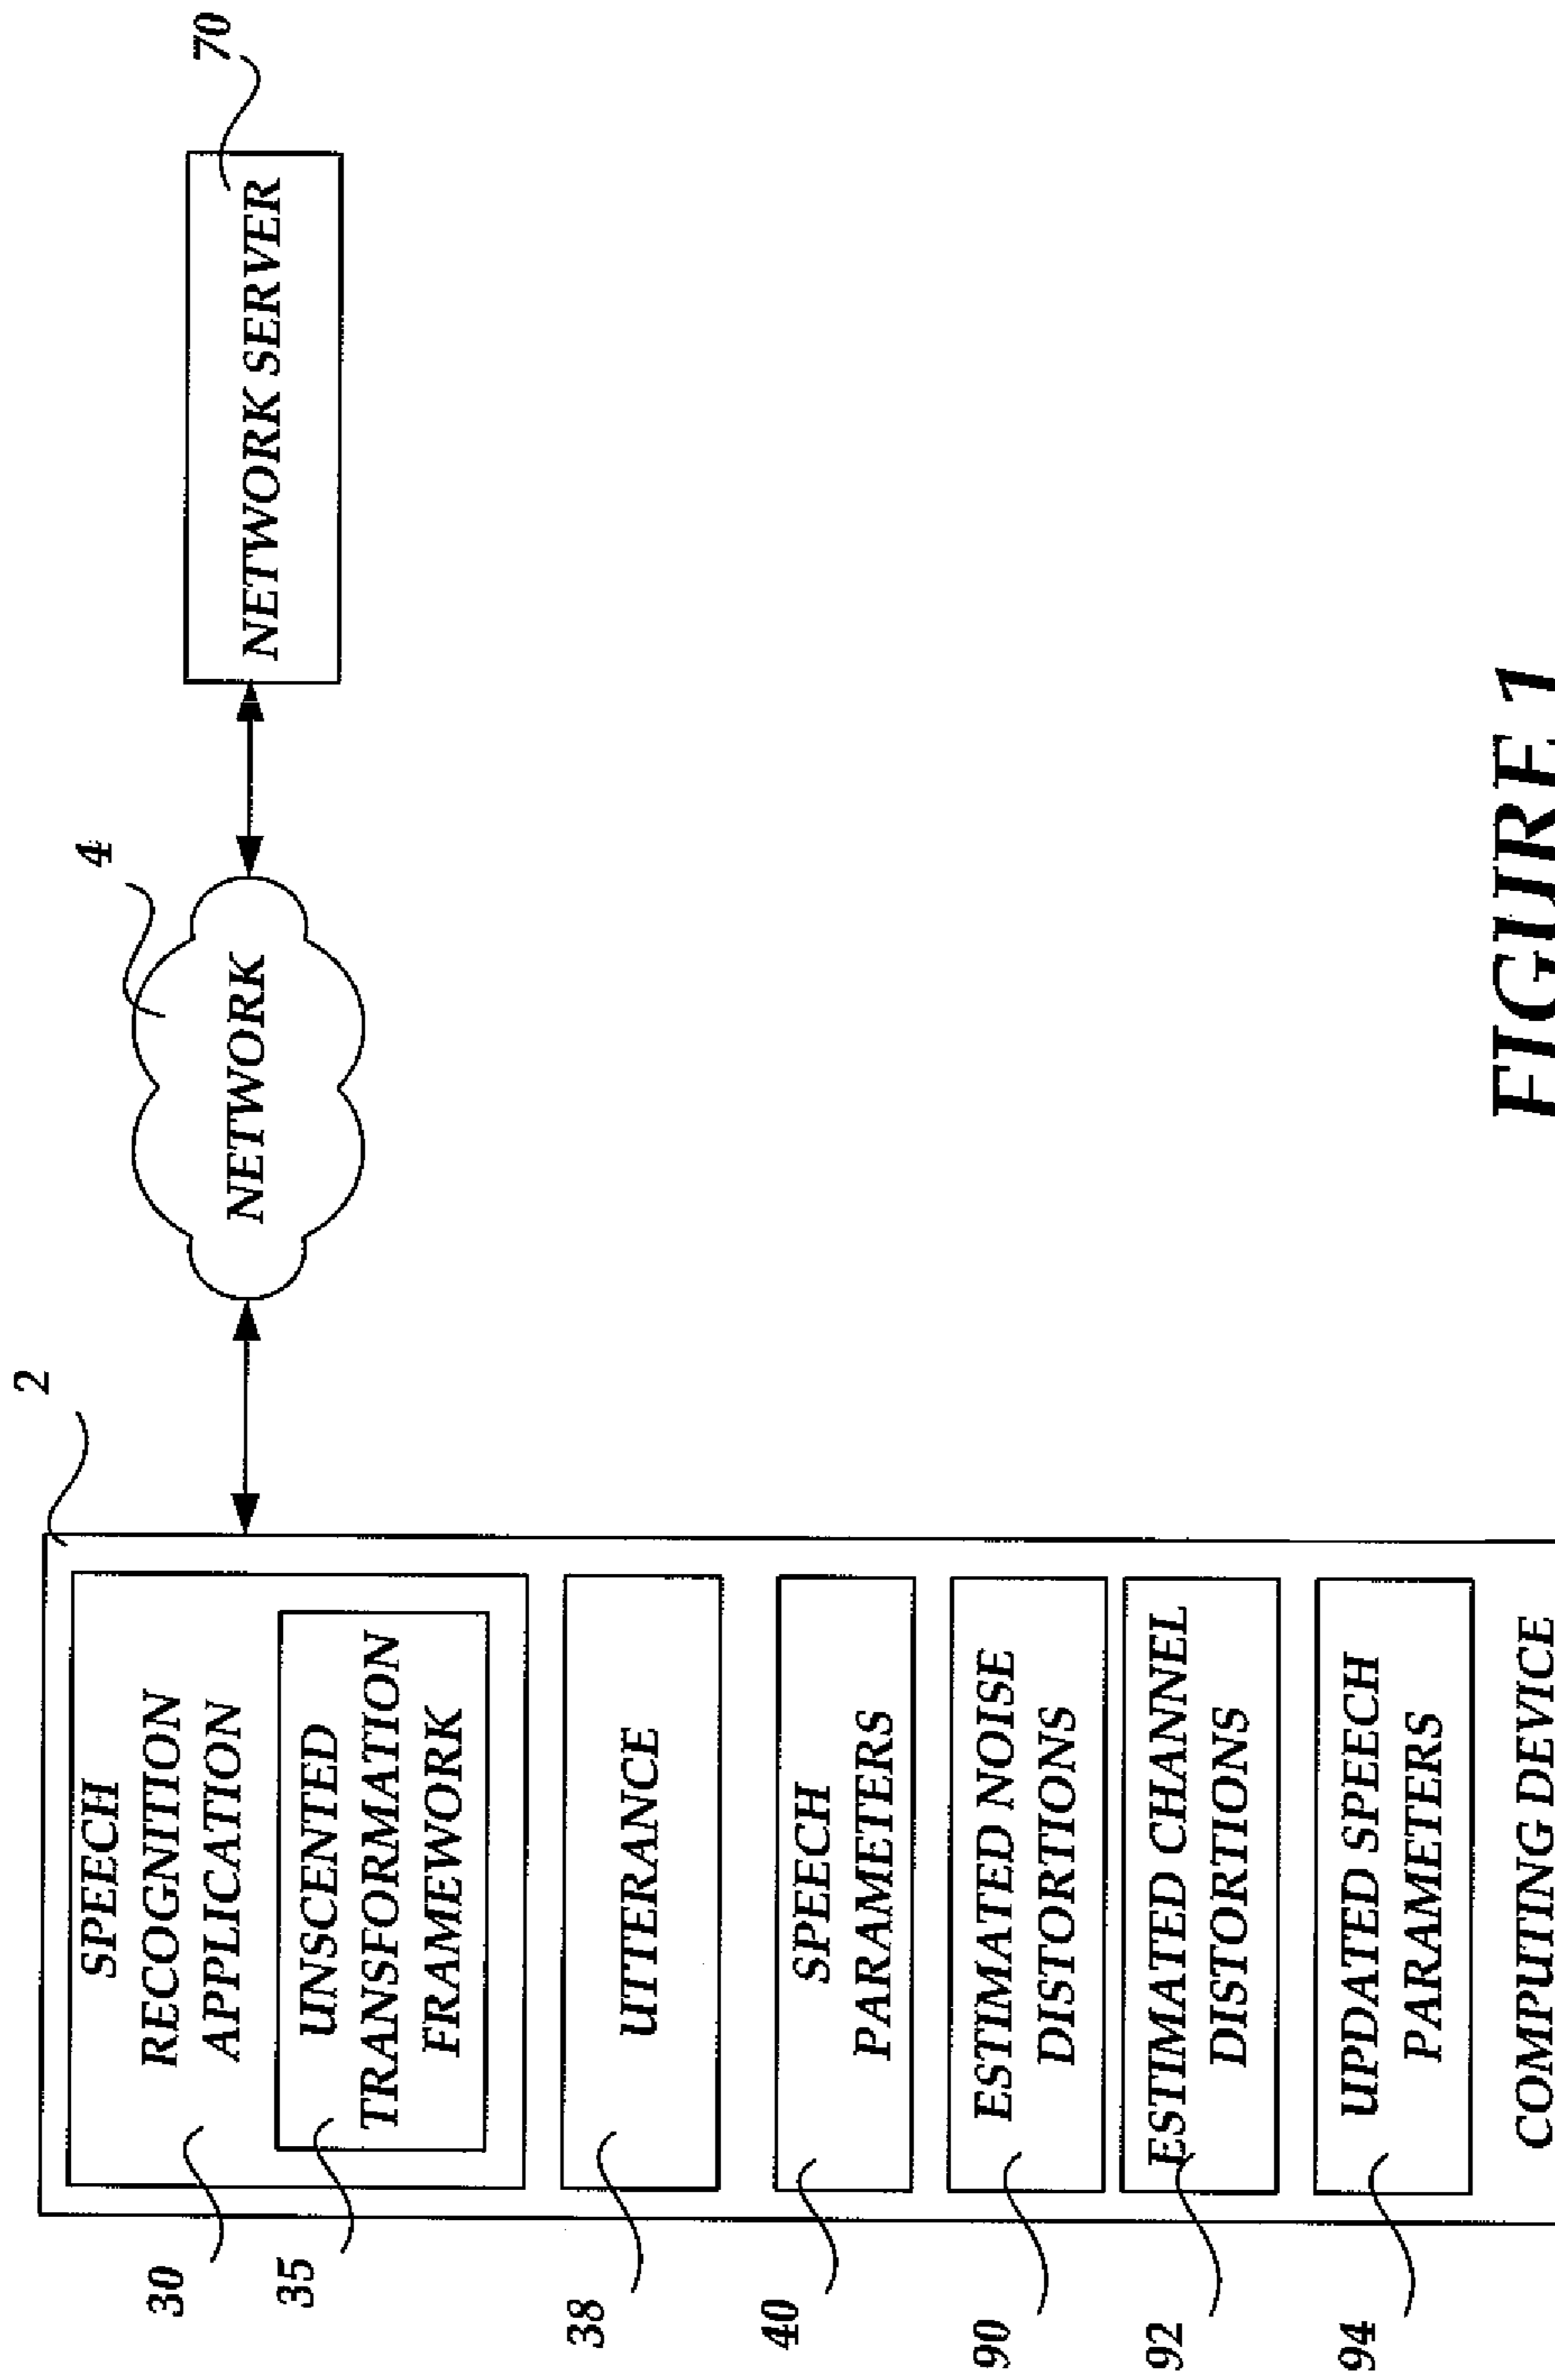 2
4
70
30
SPEECH
RECOGNITION
APPLICATION
35
UNSCENTED
TRANSFORMATION
FRAMEWORK
NETWORK
NETWORK SERVER
38
UTTERANCE
40
SPEECH
PARAMETERS
90
ESTIMATED NOISE
DISTORTIONS
92
ESTIMATED CHANNEL
DISTORTIONS
94
UPDATED SPEECH
PARAMETERS
COMPUTING DEVICE
FIGURE 1